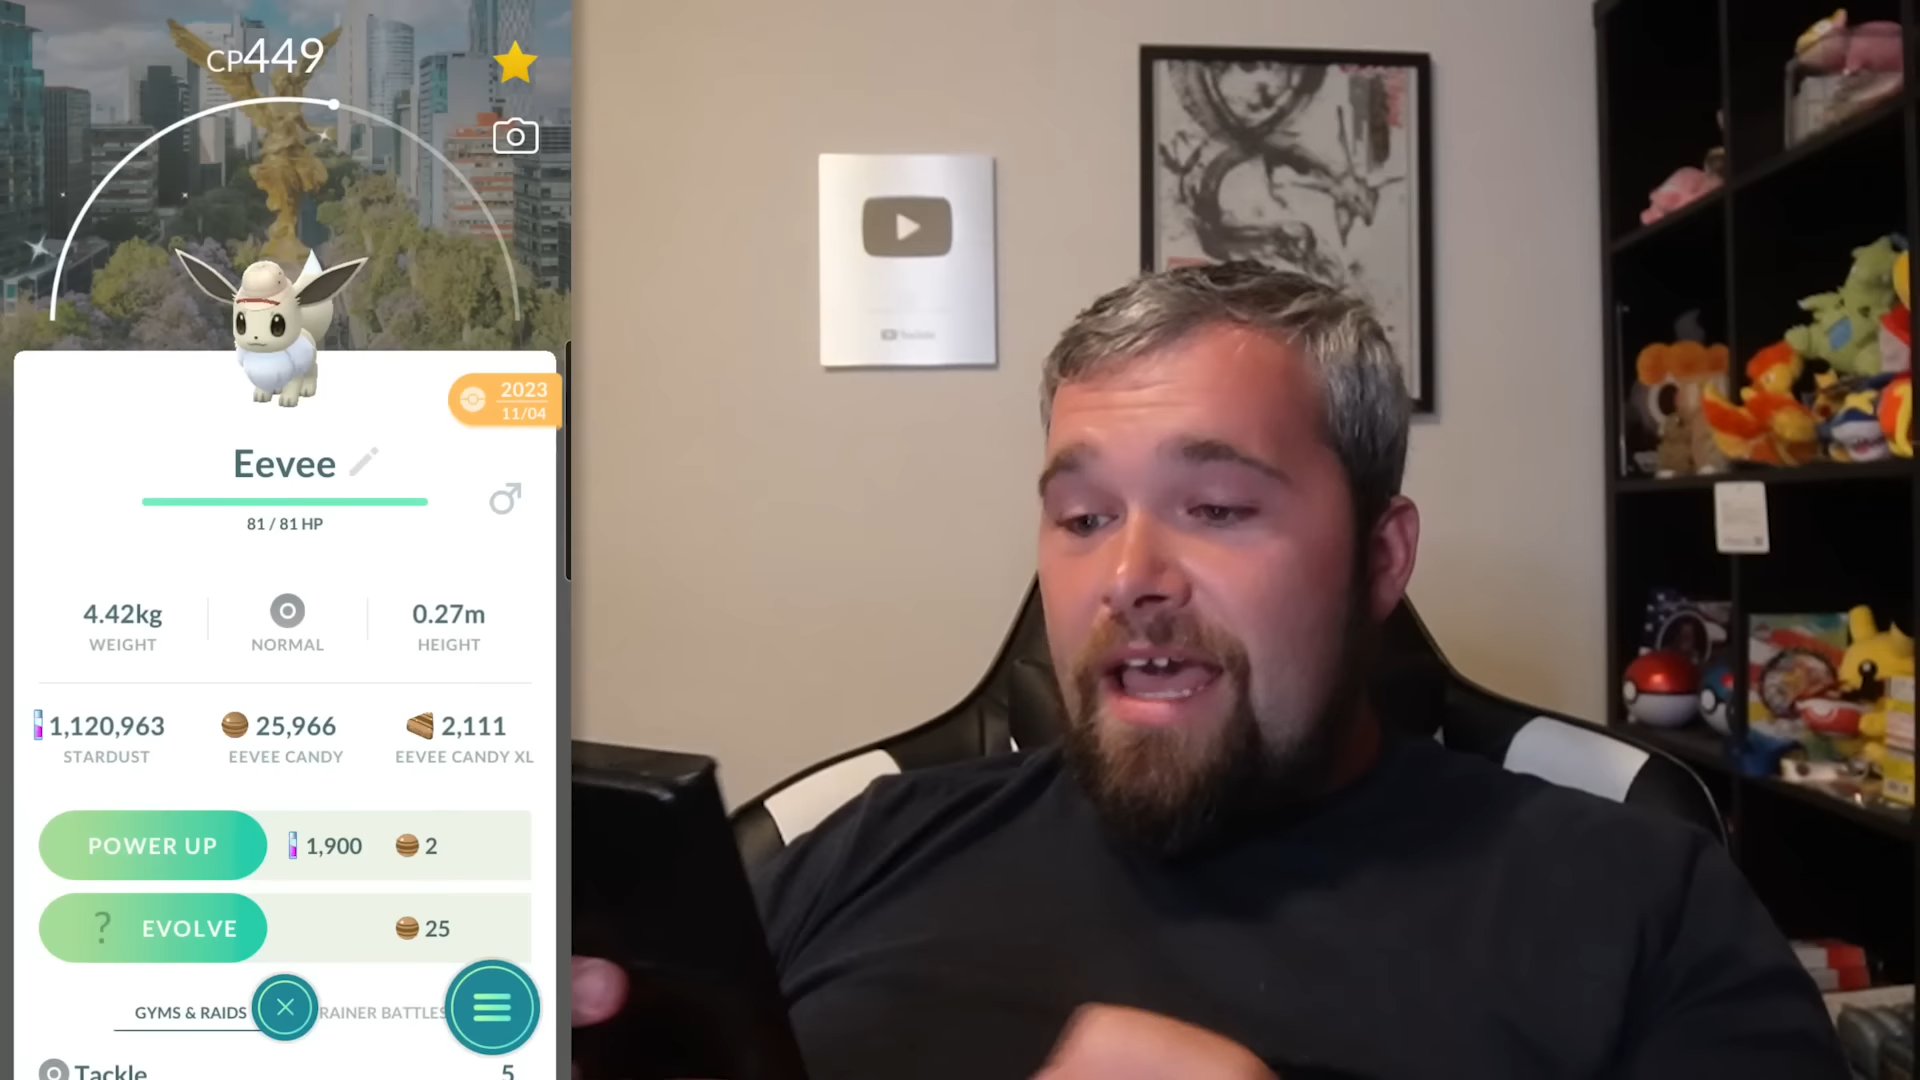 CP449
2023
11/04
Eevee
81 / 81 HP
4.42kg
WEIGHT
NORMAL
0.27m
HEIGHT
1,120,963
STARDUST
25,966
EEVEE CANDY
2,111
EEVEE CANDY XL
POWER UP
1,900
2
? EVOLVE
25
GYMS & RAIDS
RAINER BATTLES
Tackle
5
YouTube